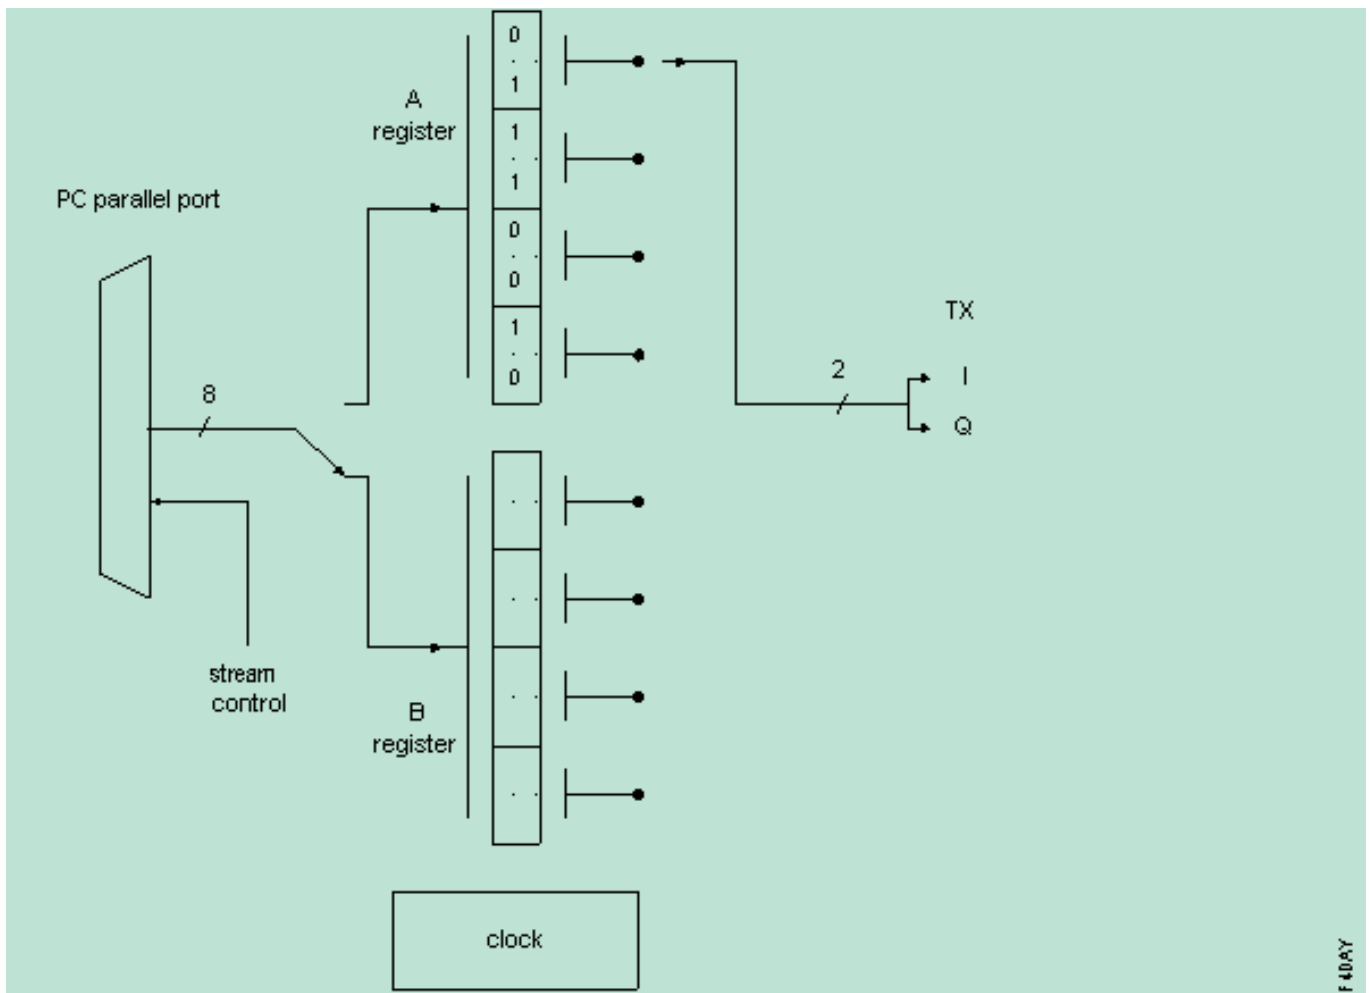 0
1
A
register
1
1
PC parallel port
0
0
TX
1
2
I
8
0
Q
stream
control
B
register
clock
F4DAY